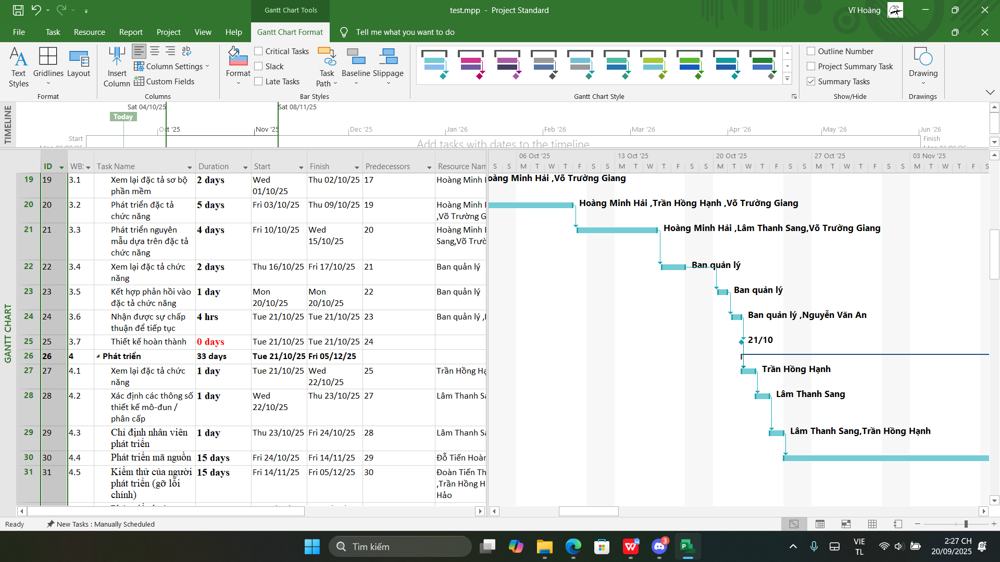 Gantt Chart Tools
test.mpp - Project Standard
Vĩ Hoàng
File Task Resource Report Project View Help Gantt Chart Format Tell me what you want to do
Text Styles
Gridlines
Layout
Format
Insert Column
Column Settings
Custom Fields
Columns
Format
Critical Tasks
Slack
Late Tasks
Task Path
Baseline
Slippage
Bar Styles
Gantt Chart Style
Outline Number
Project Summary Task
Summary Tasks
Show/Hide
Drawing
Drawings
TIMELINE
Sat 04/10/25
Sat 08/11/25
Today
Oct '25 Nov '25 Dec '25 Jan '26 Feb '26 Mar '26 Apr '26 May '26 Jun '26
Start
Add tasks with dates to the timeline
Finish
GANTT CHART
ID Task Name Duration Start Finish Predecessors Resource Nam
06 Oct '25 13 Oct '25 20 Oct '25 27 Oct '25 03 Nov '25
S S M T W T F S S M T W T F S S M T W T F S S M T W T F S S M T W T F S
19 19 3.1 Xem lại đặc tả sơ bộ phần mềm 2 days Wed 01/10/25 Thu 02/10/25 17 Hoàng Minh
20 20 3.2 Phát triển đặc tả chức năng 5 days Fri 03/10/25 Thu 09/10/25 19 Hoàng Minh ,Võ Trường G
21 21 3.3 Phát triển nguyên mẫu dựa trên đặc tả chức năng 4 days Fri 10/10/25 Wed 15/10/25 20 Hoàng Minh Sang,Võ Trườ
22 22 3.4 Xem lại đặc tả chức năng 2 days Thu 16/10/25 Fri 17/10/25 21 Ban quản lý
23 23 3.5 Kết hợp phản hồi vào đặc tả chức năng 1 day Mon 20/10/25 Mon 20/10/25 22 Ban quản lý
24 24 3.6 Nhận được sự chấp thuận để tiếp tục 4 hrs Tue 21/10/25 Tue 21/10/25 23 Ban quản lý ,
25 25 3.7 Thiết kế hoàn thành 0 days Tue 21/10/25 Tue 21/10/25 24
26 26 4 Phát triển 33 days Tue 21/10/25 Fri 05/12/25
27 27 4.1 Xem lại đặc tả chức năng 1 day Tue 21/10/25 Wed 22/10/25 25 Trần Hồng Hạ
28 28 4.2 Xác định các thông số thiết kế mô-đun / phân cấp 1 day Wed 22/10/25 Thu 23/10/25 27 Lâm Thanh Sa
29 29 4.3 Chỉ định nhân viên phát triển 1 day Thu 23/10/25 Fri 24/10/25 28 Lâm Thanh Sa
30 30 4.4 Phát triển mã nguồn 15 days Fri 24/10/25 Fri 14/11/25 29 Đỗ Tiến Hoàn
31 31 4.5 Kiểm thử của người phát triển (gỡ lỗi chính) 15 days Fri 14/11/25 Fri 05/12/25 30 Đoàn Tiến Th ,Trần Hồng H Hảo
oàng Minh Hải ,Võ Trường Giang
Hoàng Minh Hải ,Trần Hồng Hạnh ,Võ Trường Giang
Hoàng Minh Hải ,Lâm Thanh Sang,Võ Trường Giang
Ban quản lý
Ban quản lý
Ban quản lý ,Nguyễn Văn An
21/10
Trần Hồng Hạnh
Lâm Thanh Sang
Lâm Thanh Sang,Trần Hồng Hạnh
Ready New Tasks : Manually Scheduled
Tìm kiếm
3
VIE
TL
2:27 CH
20/09/2025